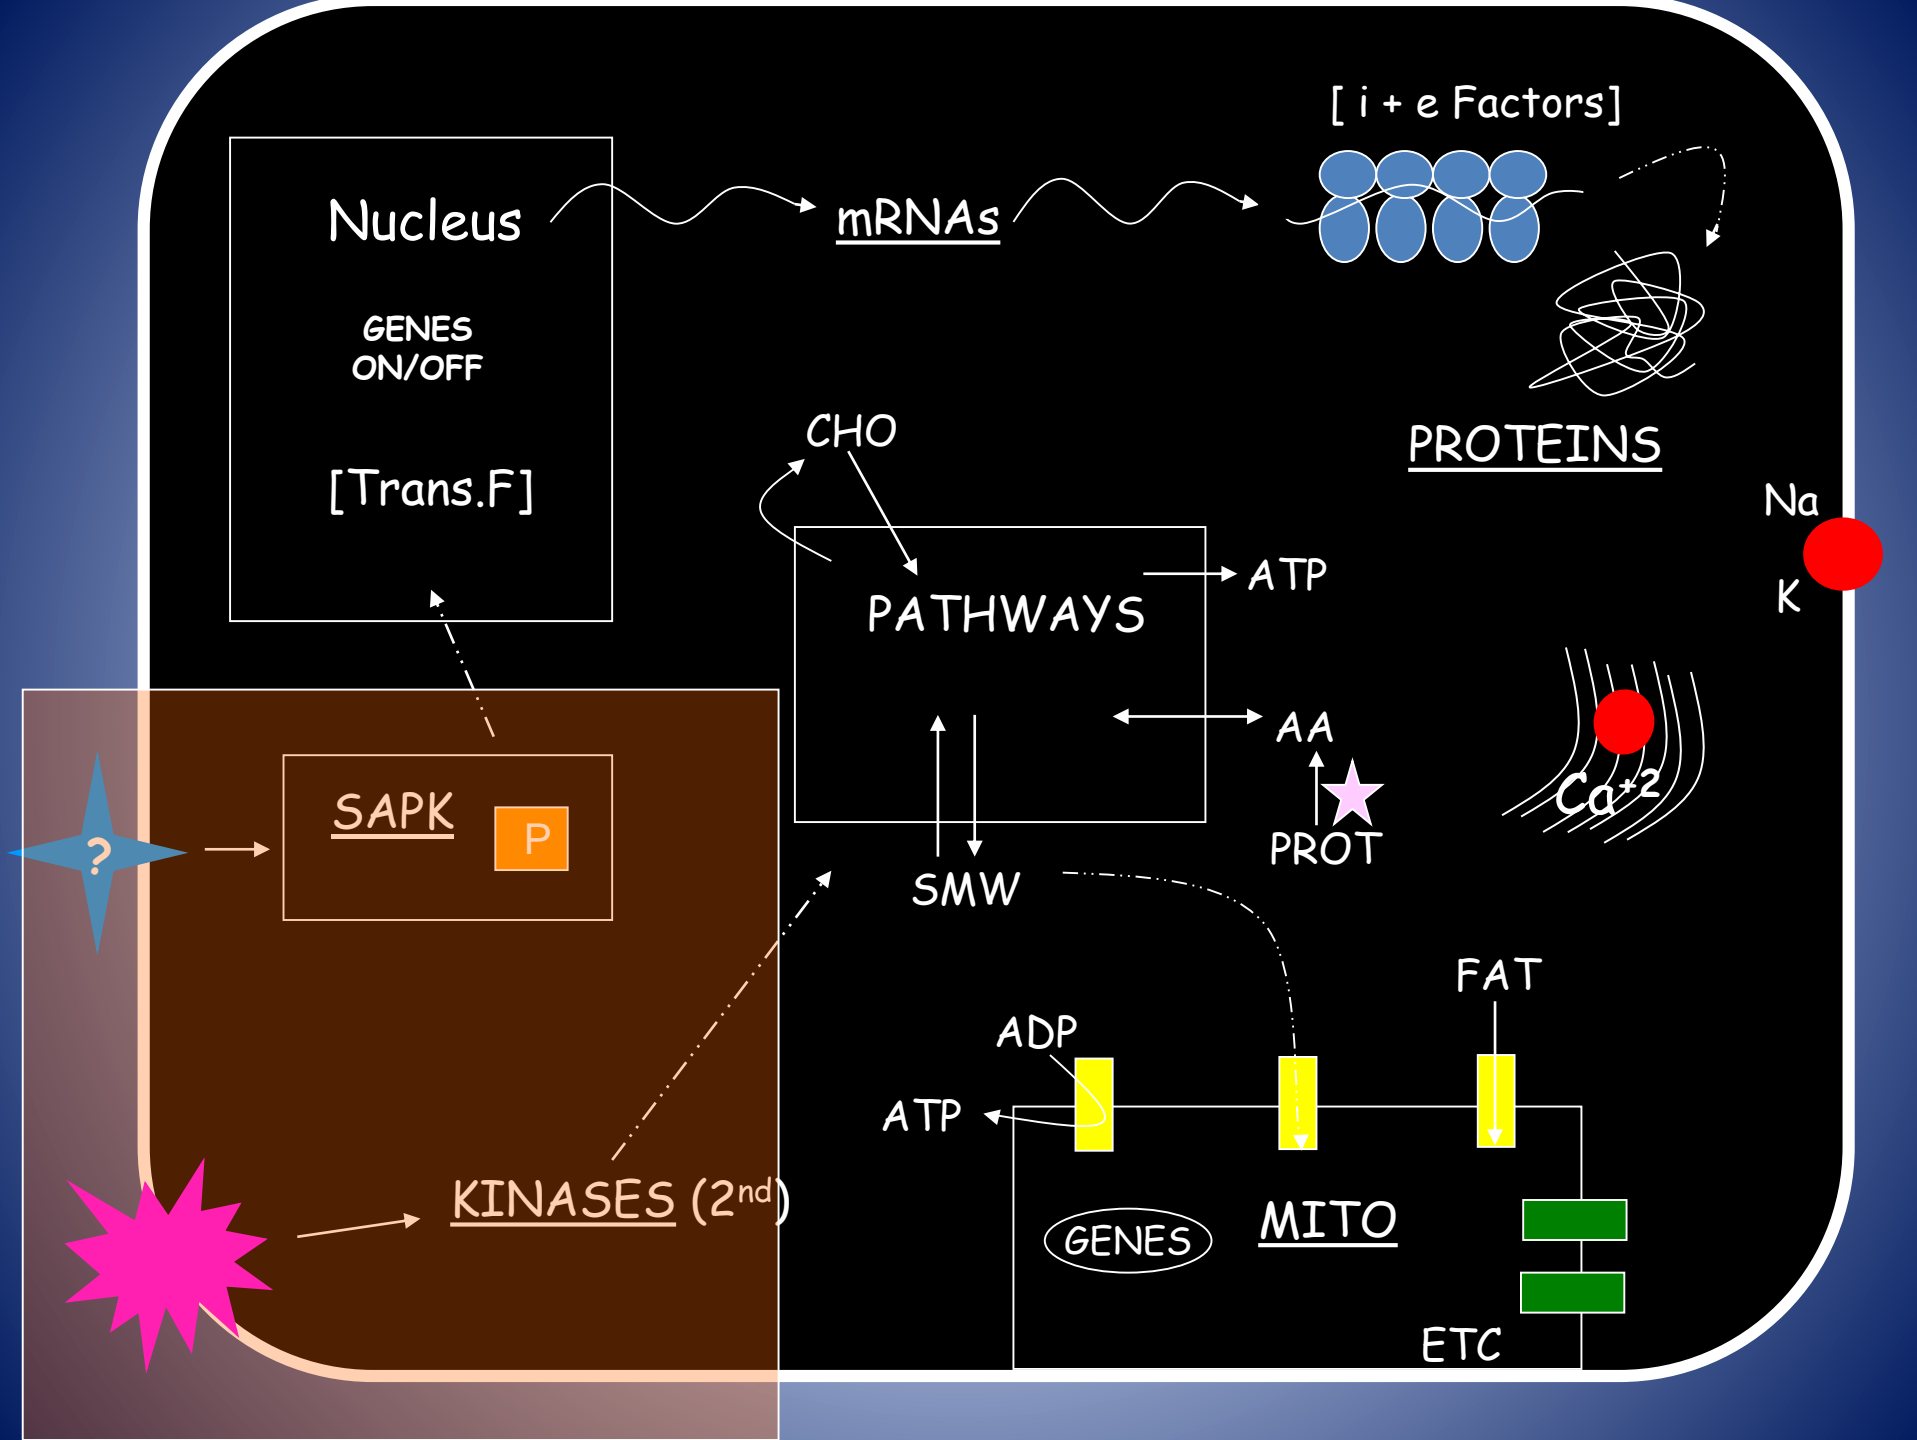 [ i + e Factors]
Nucleus
mRNAs
GENES
ON/OFF
CHO
PROTEINS
[Trans.F]
Na
ATP
PATHWAYS
K
AA
SAPK
P
Ca+2
?
PROT
SMW
FAT
ADP
ATP
KINASES (2nd)
GENES
MITO
ETC